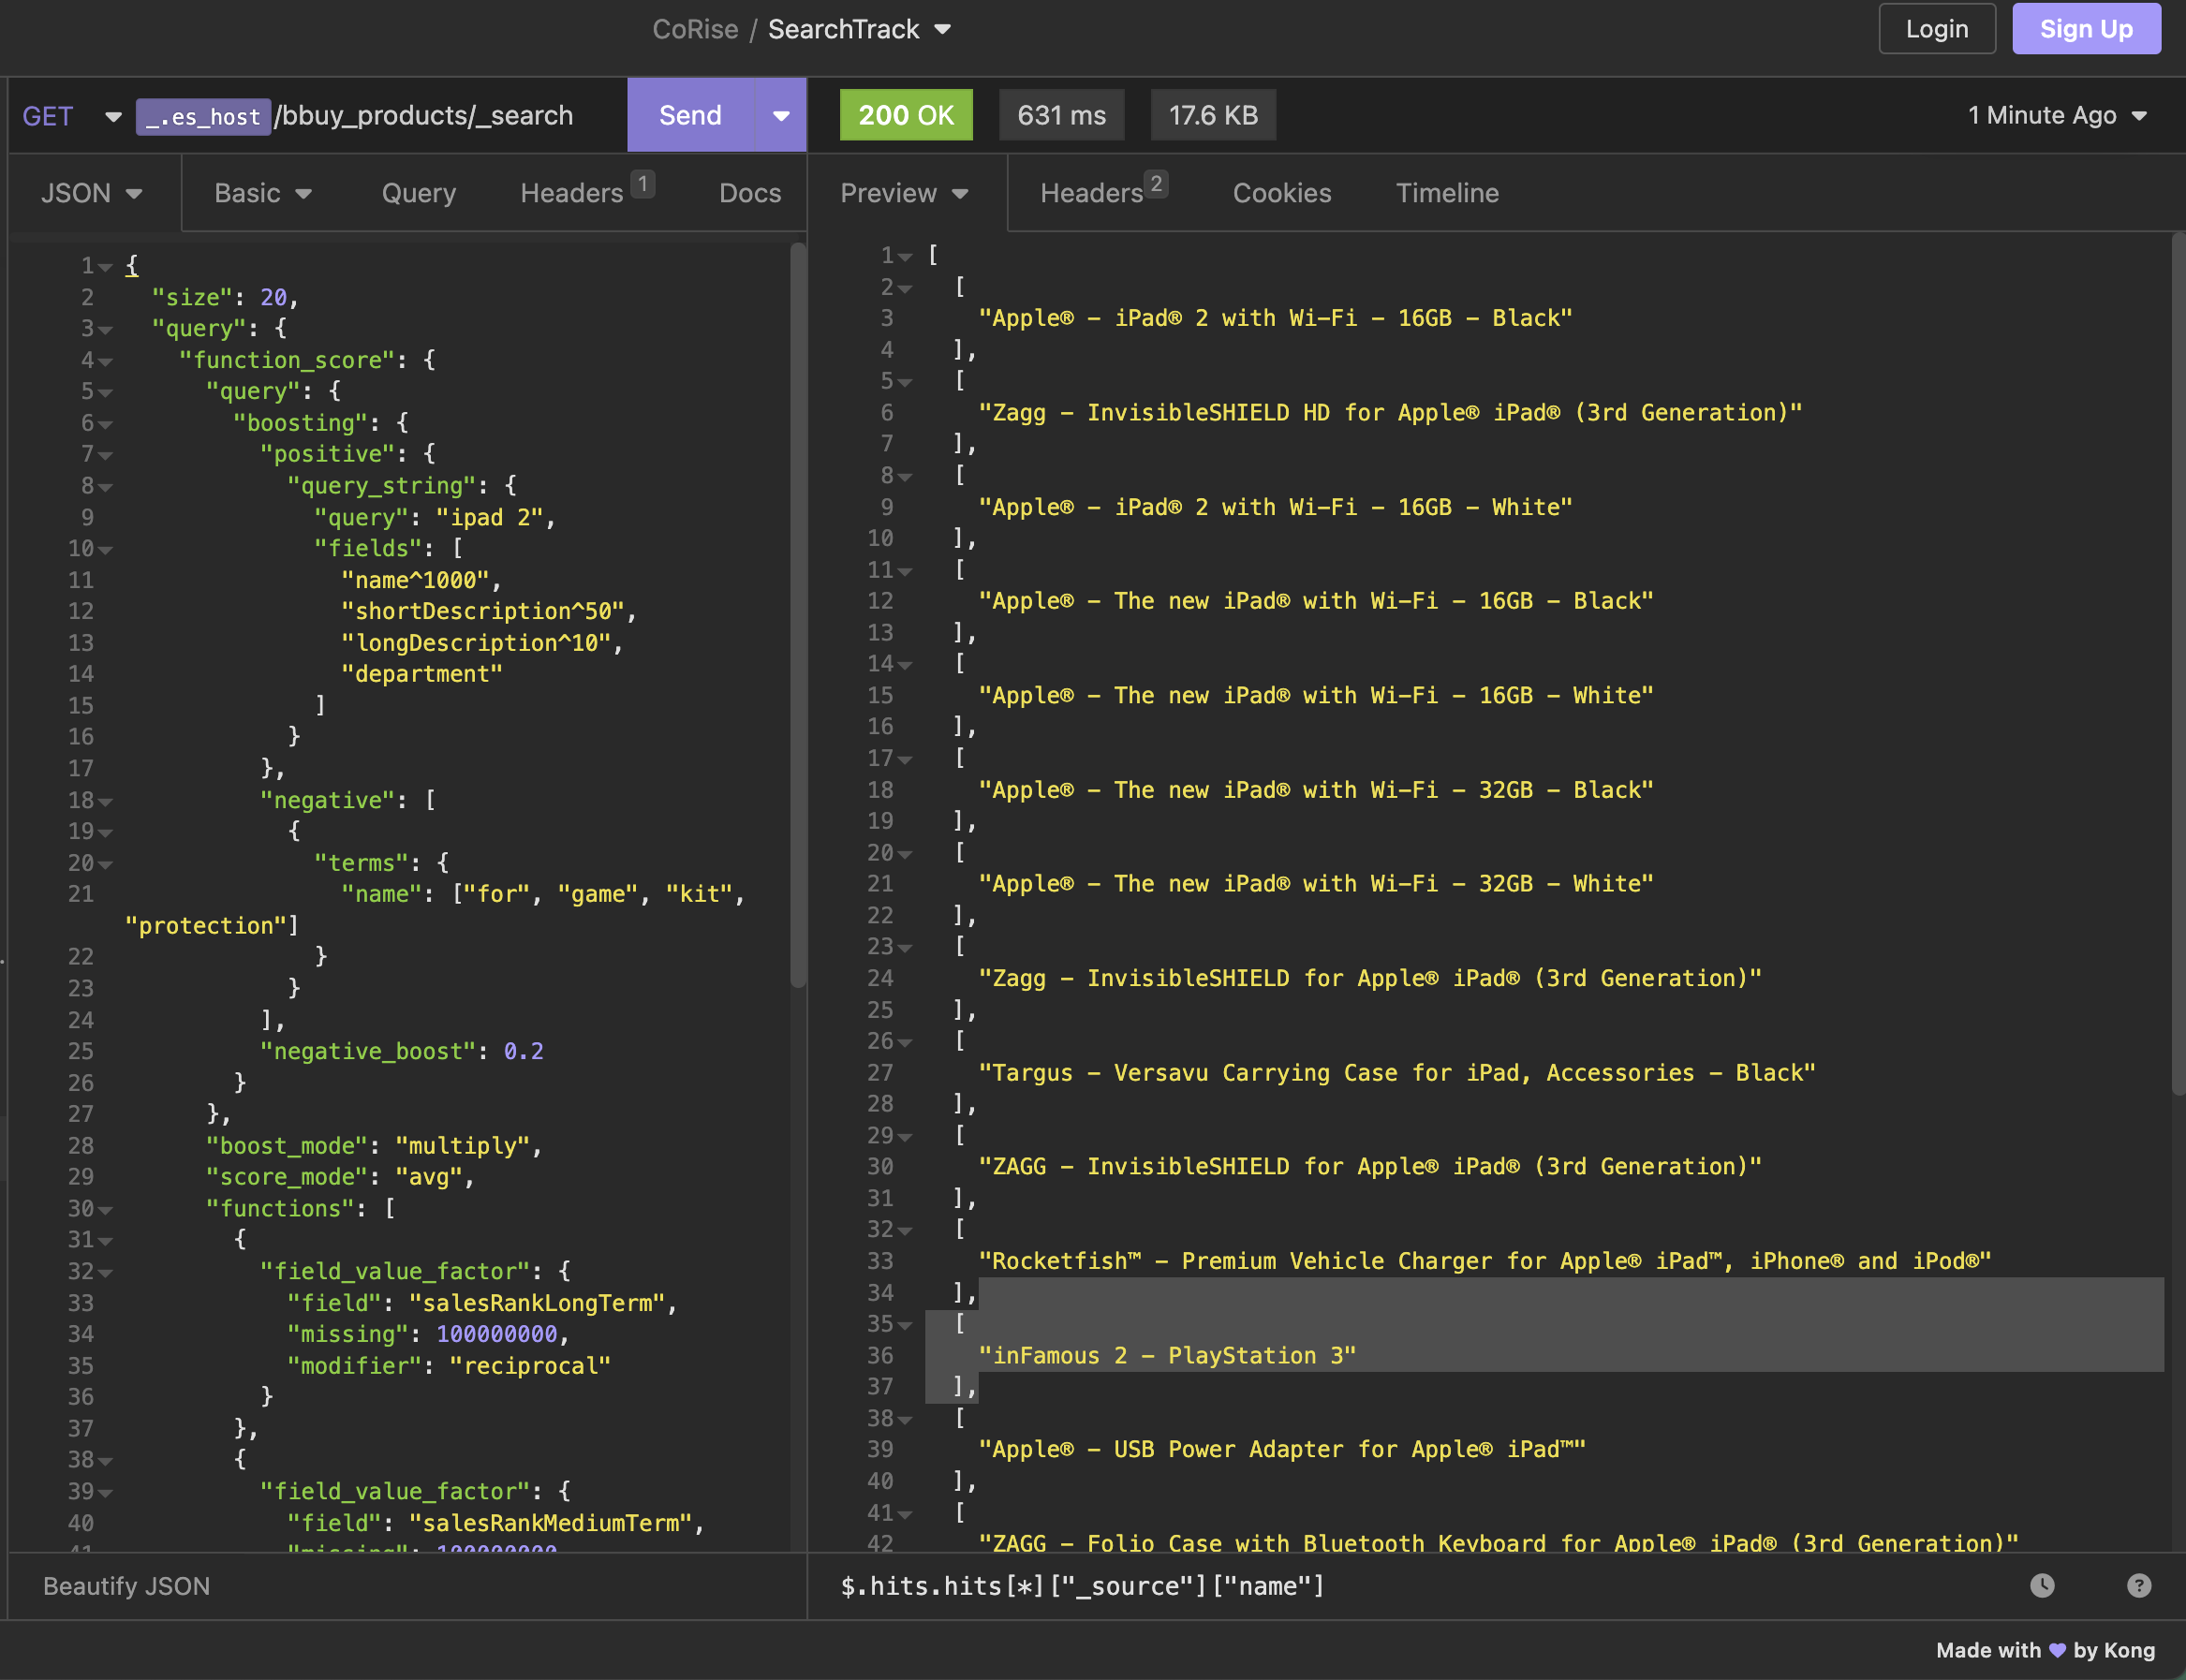 CoRise / SearchTrack
Login
Sign Up
GET
_.es_host/bbuy_products/_search
Send
200 OK
631 ms
17.6 KB
1 Minute Ago
JSON
Basic
Query
Headers 1
Docs
Preview
Headers 2
Cookies
Timeline
1 {
2 "size": 20,
3 "query": {
4 "function_score": {
5 "query": {
6 "boosting": {
7 "positive": {
8 "query_string": {
9 "query": "ipad 2",
10 "fields": [
11 "name^1000",
12 "shortDescription^50",
13 "longDescription^10",
14 "department"
15 ]
16 }
17 },
18 "negative": [
19 {
20 "terms": {
21 "name": ["for", "game", "kit",
"protection"]
22 }
23 }
24 ],
25 "negative_boost": 0.2
26 }
27 },
28 "boost_mode": "multiply",
29 "score_mode": "avg",
30 "functions": [
31 {
32 "field_value_factor": {
33 "field": "salesRankLongTerm",
34 "missing": 100000000,
35 "modifier": "reciprocal"
36 }
37 },
38 {
39 "field_value_factor": {
40 "field": "salesRankMediumTerm",
41 "missing": 100000000
Beautify JSON
1 [
2 [
3 "Apple® – iPad® 2 with Wi–Fi – 16GB – Black"
4 ],
5 [
6 "Zagg – InvisibleSHIELD HD for Apple® iPad® (3rd Generation)"
7 ],
8 [
9 "Apple® – iPad® 2 with Wi–Fi – 16GB – White"
10 ],
11 [
12 "Apple® – The new iPad® with Wi–Fi – 16GB – Black"
13 ],
14 [
15 "Apple® – The new iPad® with Wi–Fi – 16GB – White"
16 ],
17 [
18 "Apple® – The new iPad® with Wi–Fi – 32GB – Black"
19 ],
20 [
21 "Apple® – The new iPad® with Wi–Fi – 32GB – White"
22 ],
23 [
24 "Zagg – InvisibleSHIELD for Apple® iPad® (3rd Generation)"
25 ],
26 [
27 "Targus – Versavu Carrying Case for iPad, Accessories – Black"
28 ],
29 [
30 "ZAGG – InvisibleSHIELD for Apple® iPad® (3rd Generation)"
31 ],
32 [
33 "Rocketfish™ – Premium Vehicle Charger for Apple® iPad™, iPhone® and iPod®"
34 ],
35 [
36 "inFamous 2 – PlayStation 3"
37 ],
38 [
39 "Apple® – USB Power Adapter for Apple® iPad™"
40 ],
41 [
42 "ZAGG – Folio Case with Bluetooth Keyboard for Apple® iPad® (3rd Generation)"
$.hits.hits[*]["_source"]["name"]
Made with 💜 by Kong